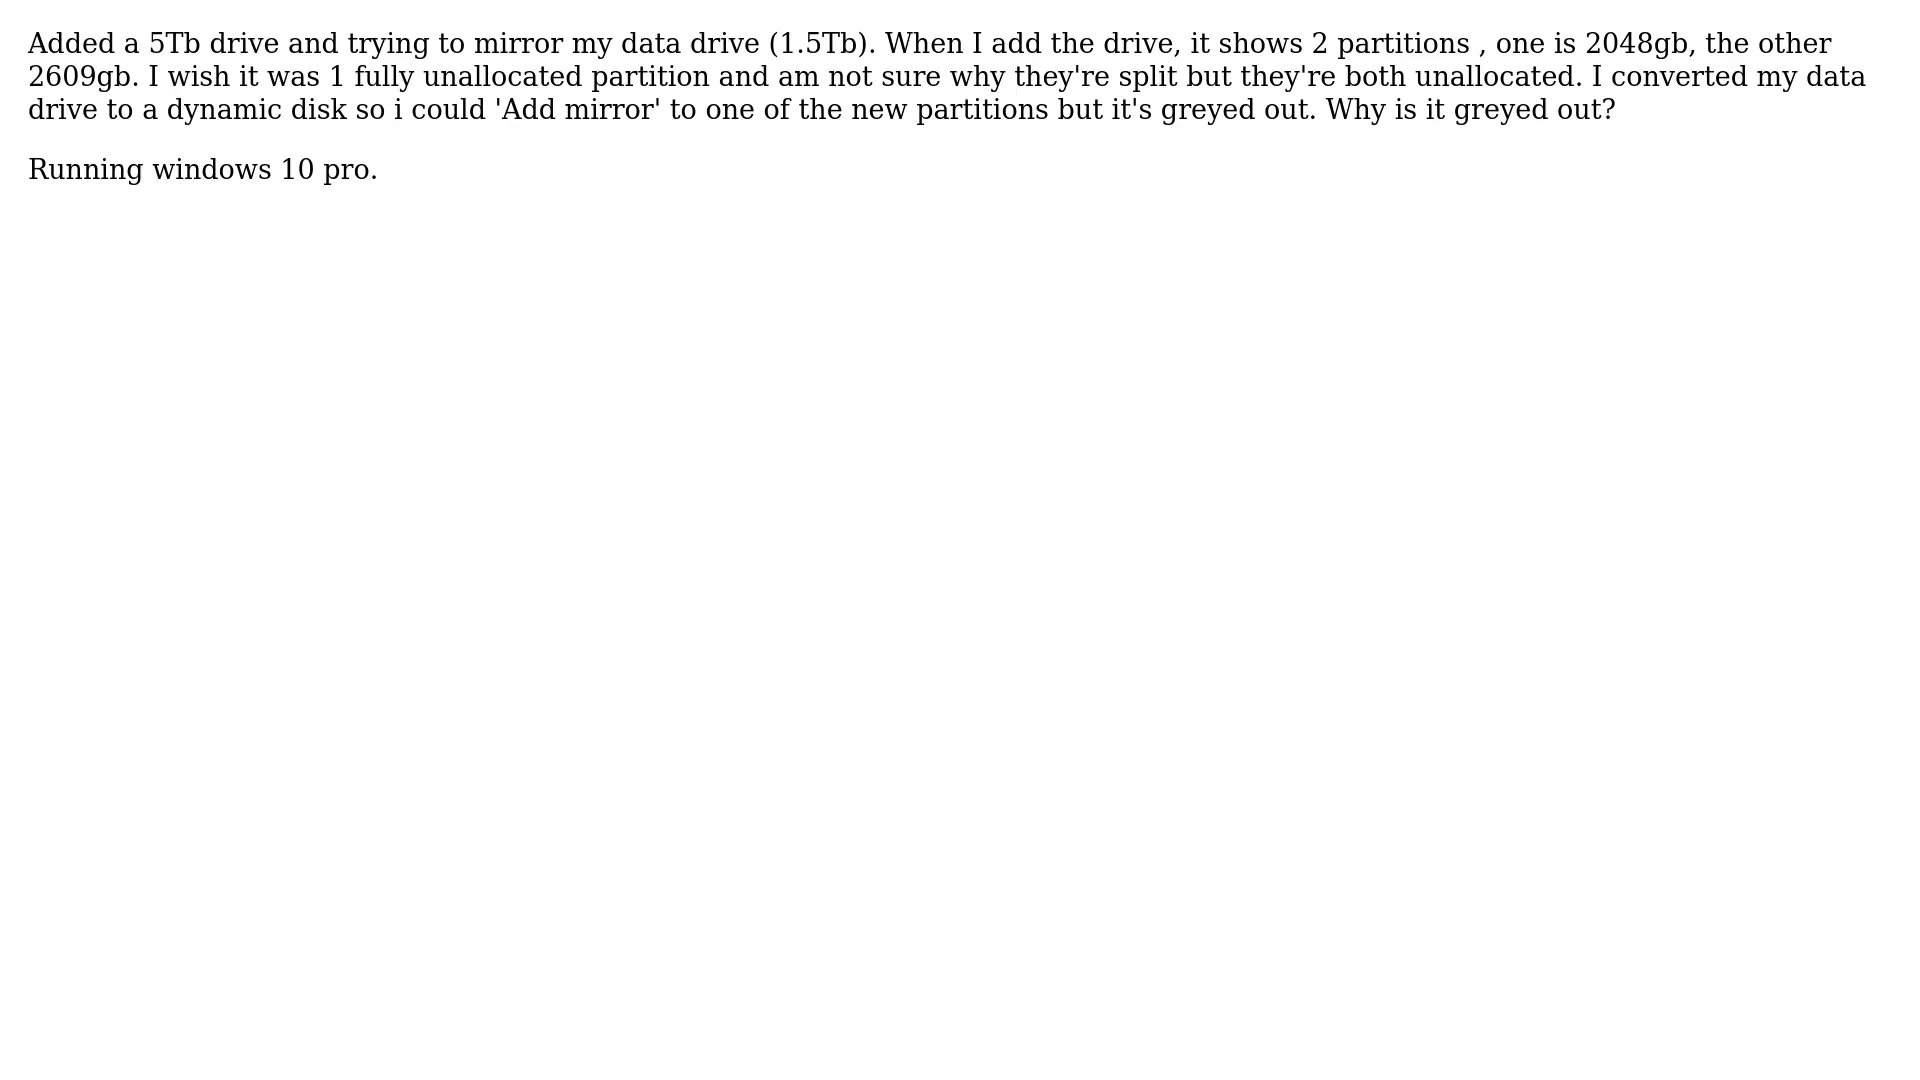 Added a 5Tb drive and trying to mirror my data drive (1.5Tb). When I add the drive, it shows 2 partitions , one is 2048gb, the other
2609gb. I wish it was 1 fully unallocated partition and am not sure why they're split but they're both unallocated. I converted my data
drive to a dynamic disk so i could 'Add mirror' to one of the new partitions but it's greyed out. Why is it greyed out?
Running windows 10 pro.